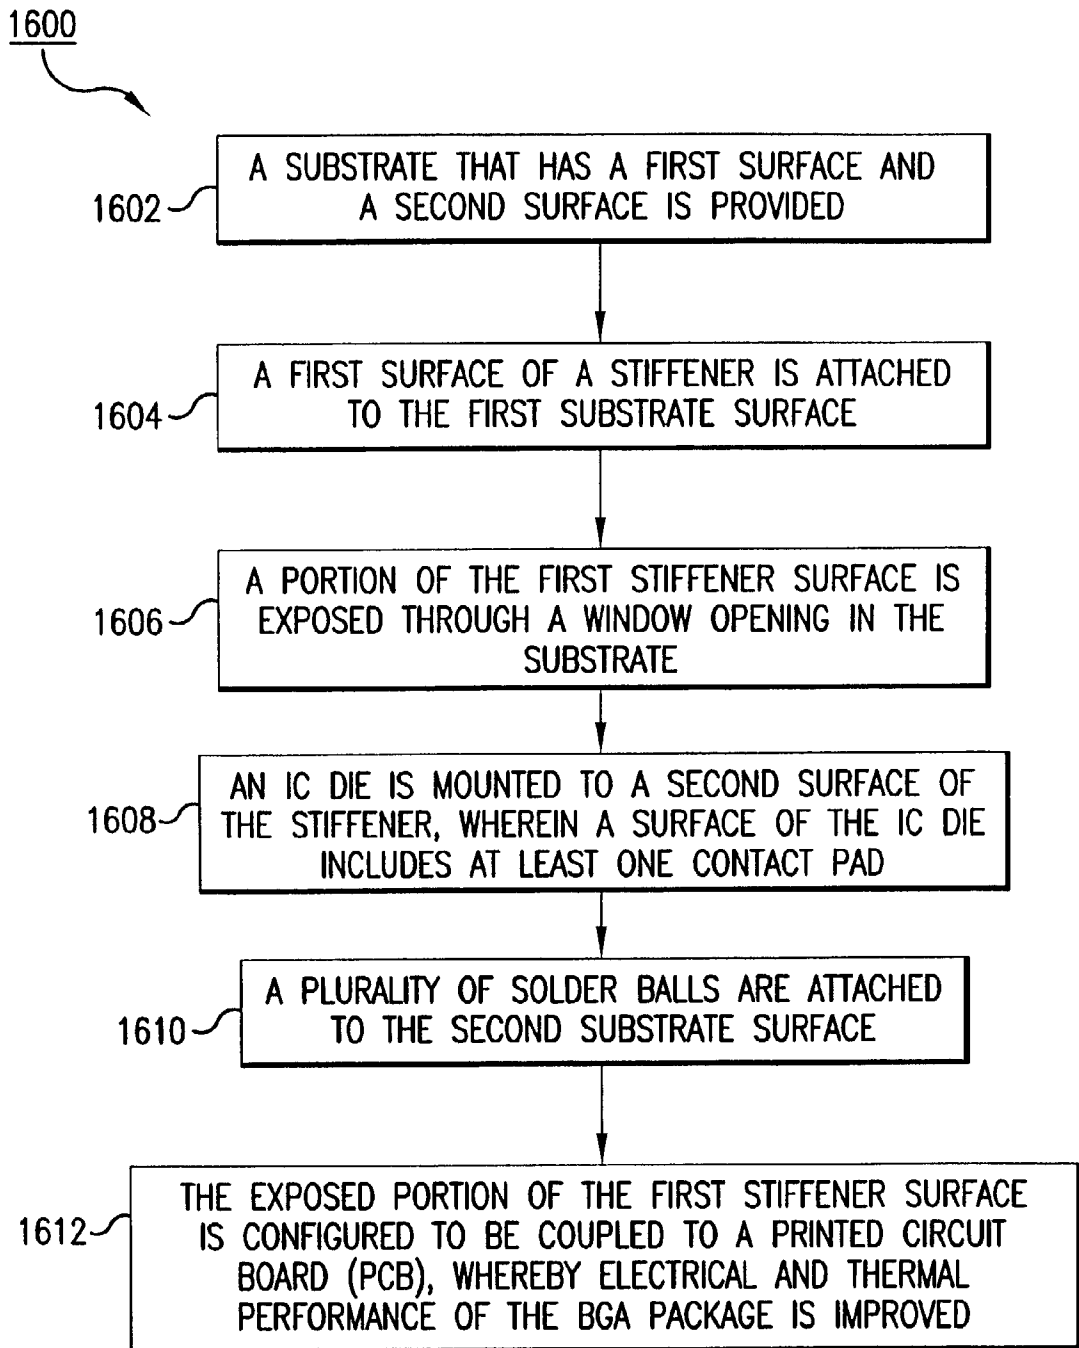 1600
A SUBSTRATE THAT HAS A FIRST SURFACE AND
A SECOND SURFACE IS PROVIDED
1602
A FIRST SURFACE OF A STIFFENER IS ATTACHED
TO THE FIRST SUBSTRATE SURFACE
1604
A PORTION OF THE FIRST STIFFENER SURFACE IS
EXPOSED THROUGH A WINDOW OPENING IN THE
SUBSTRATE
1606
AN IC DIE IS MOUNTED TO A SECOND SURFACE OF
THE STIFFENER, WHEREIN A SURFACE OF THE IC DIE
INCLUDES AT LEAST ONE CONTACT PAD
1608
A PLURALITY OF SOLDER BALLS ARE ATTACHED
TO THE SECOND SUBSTRATE SURFACE
1610
THE EXPOSED PORTION OF THE FIRST STIFFENER SURFACE
IS CONFIGURED TO BE COUPLED TO A PRINTED CIRCUIT
BOARD (PCB), WHEREBY ELECTRICAL AND THERMAL
PERFORMANCE OF THE BGA PACKAGE IS IMPROVED
1612